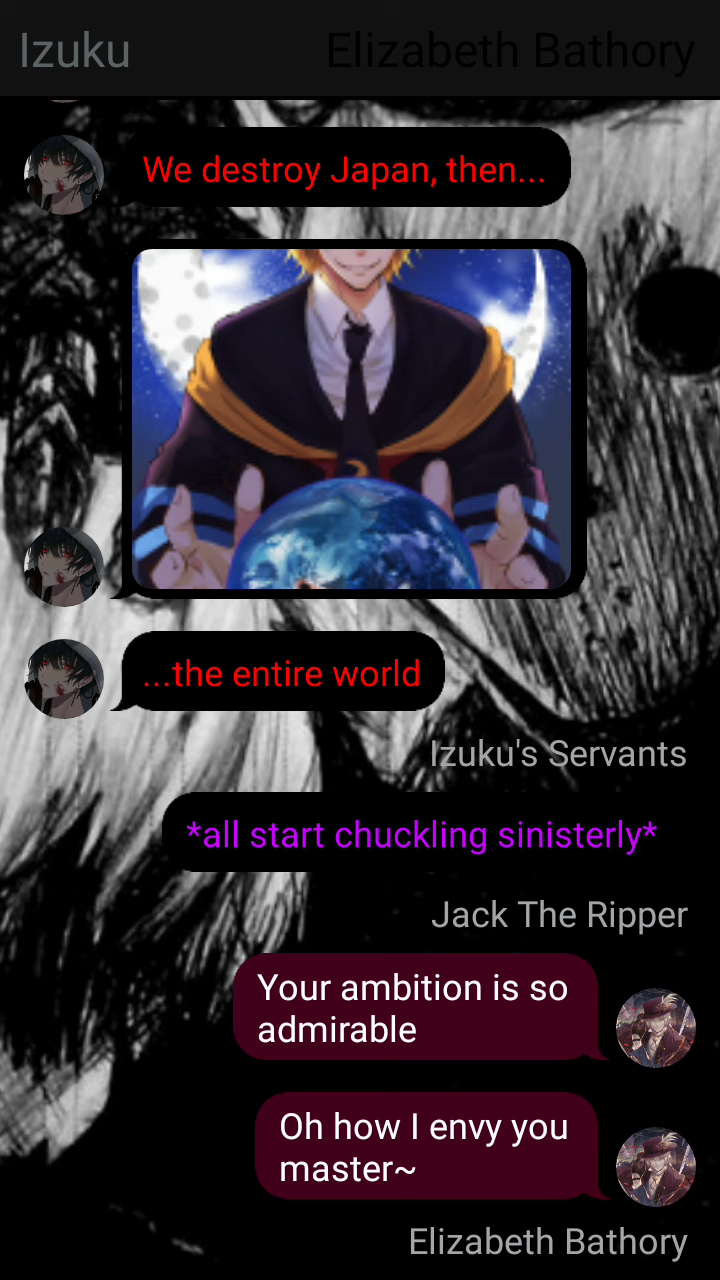 Izuku
Elizabeth Bathory
We destroy Japan, then...
...the entire world
Izuku's Servants
*all start chuckling sinisterly*
Jack The Ripper
Your ambition is so
admirable
Oh how I envy you
master~
Elizabeth Bathory